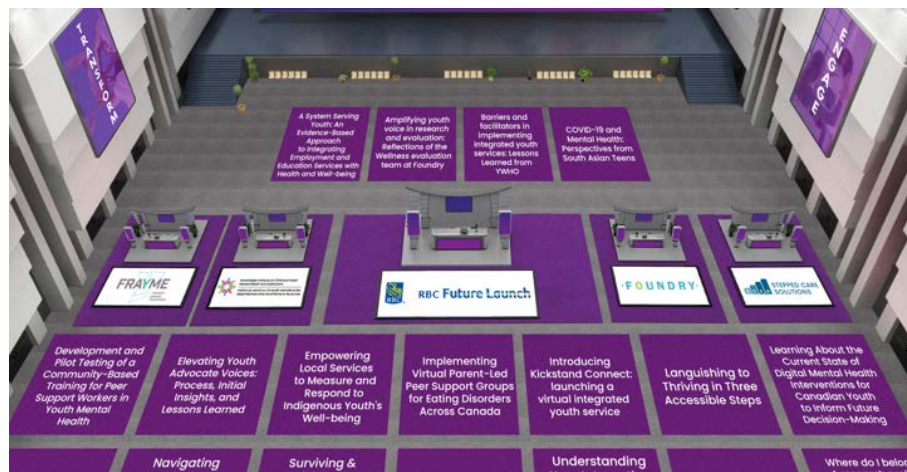 TRANSFORM
ENGAGE
A System Serving
Youth: An
Evidence-Based
Approach
to Integrating
Employment and
Education Services with
Health and Well-being
Amplifying youth
voice in research
and evaluation:
Reflections of the
Wellness evaluation
team at Foundry
Barriers and
facilitators in
implementing
integrated youth
services: Lessons
Learned from
YWHO
COVID-19 and
Mental Health:
Perspectives from
South Asian Teens
FRAYME
RBC
RBC Future Launch
FOUNDRY
STEPPED CARE
SOLUTIONS
Development and
Pilot Testing of a
Community-Based
Training for Peer
Support Workers in
Youth Mental
Health
Elevating Youth
Advocate Voices:
Process, Initial
Insights, and
Lessons Learned
Empowering
Local Services
to Measure and
Respond to
Indigenous Youth's
Well-being
Implementing
Virtual Parent-Led
Peer Support Groups
for Eating Disorders
Across Canada
Introducing
Kickstand Connect:
launching a
virtual integrated
youth service
Languishing to
Thriving in Three
Accessible Steps
Learning About the
Current State of
Digital Mental Health
Interventions for
Canadian Youth
to Inform Future
Decision-Making
Navigating
Surviving &
Understanding
Where do I belon